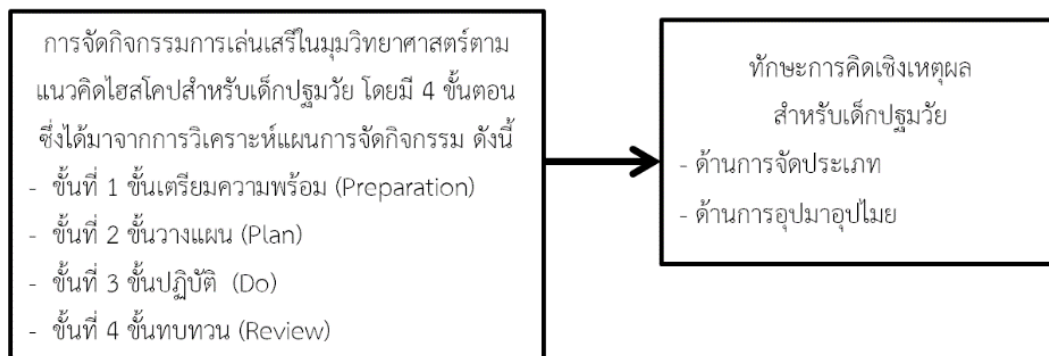 การจัดกิจกรรมการเล่นเสรีในมุมวิทยาศาสตร์ตาม
แนวคิดไฮสโคปสำหรับเด็กปฐมวัย โดยมี 4 ขั้นตอน
ซึ่งได้มาจากการวิเคราะห์แผนการจัดกิจกรรม ดังนี้
- ขั้นที่ 1 ขั้นเตรียมความพร้อม (Preparation)
- ขั้นที่ 2 ขั้นวางแผน (Plan)
- ขั้นที่ 3 ขั้นปฏิบัติ (Do)
- ขั้นที่ 4 ขั้นทบทวน (Review)
ทักษะการคิดเชิงเหตุผล
สำหรับเด็กปฐมวัย
- ด้านการจัดประเภท
- ด้านการอุปมาอุปไมย